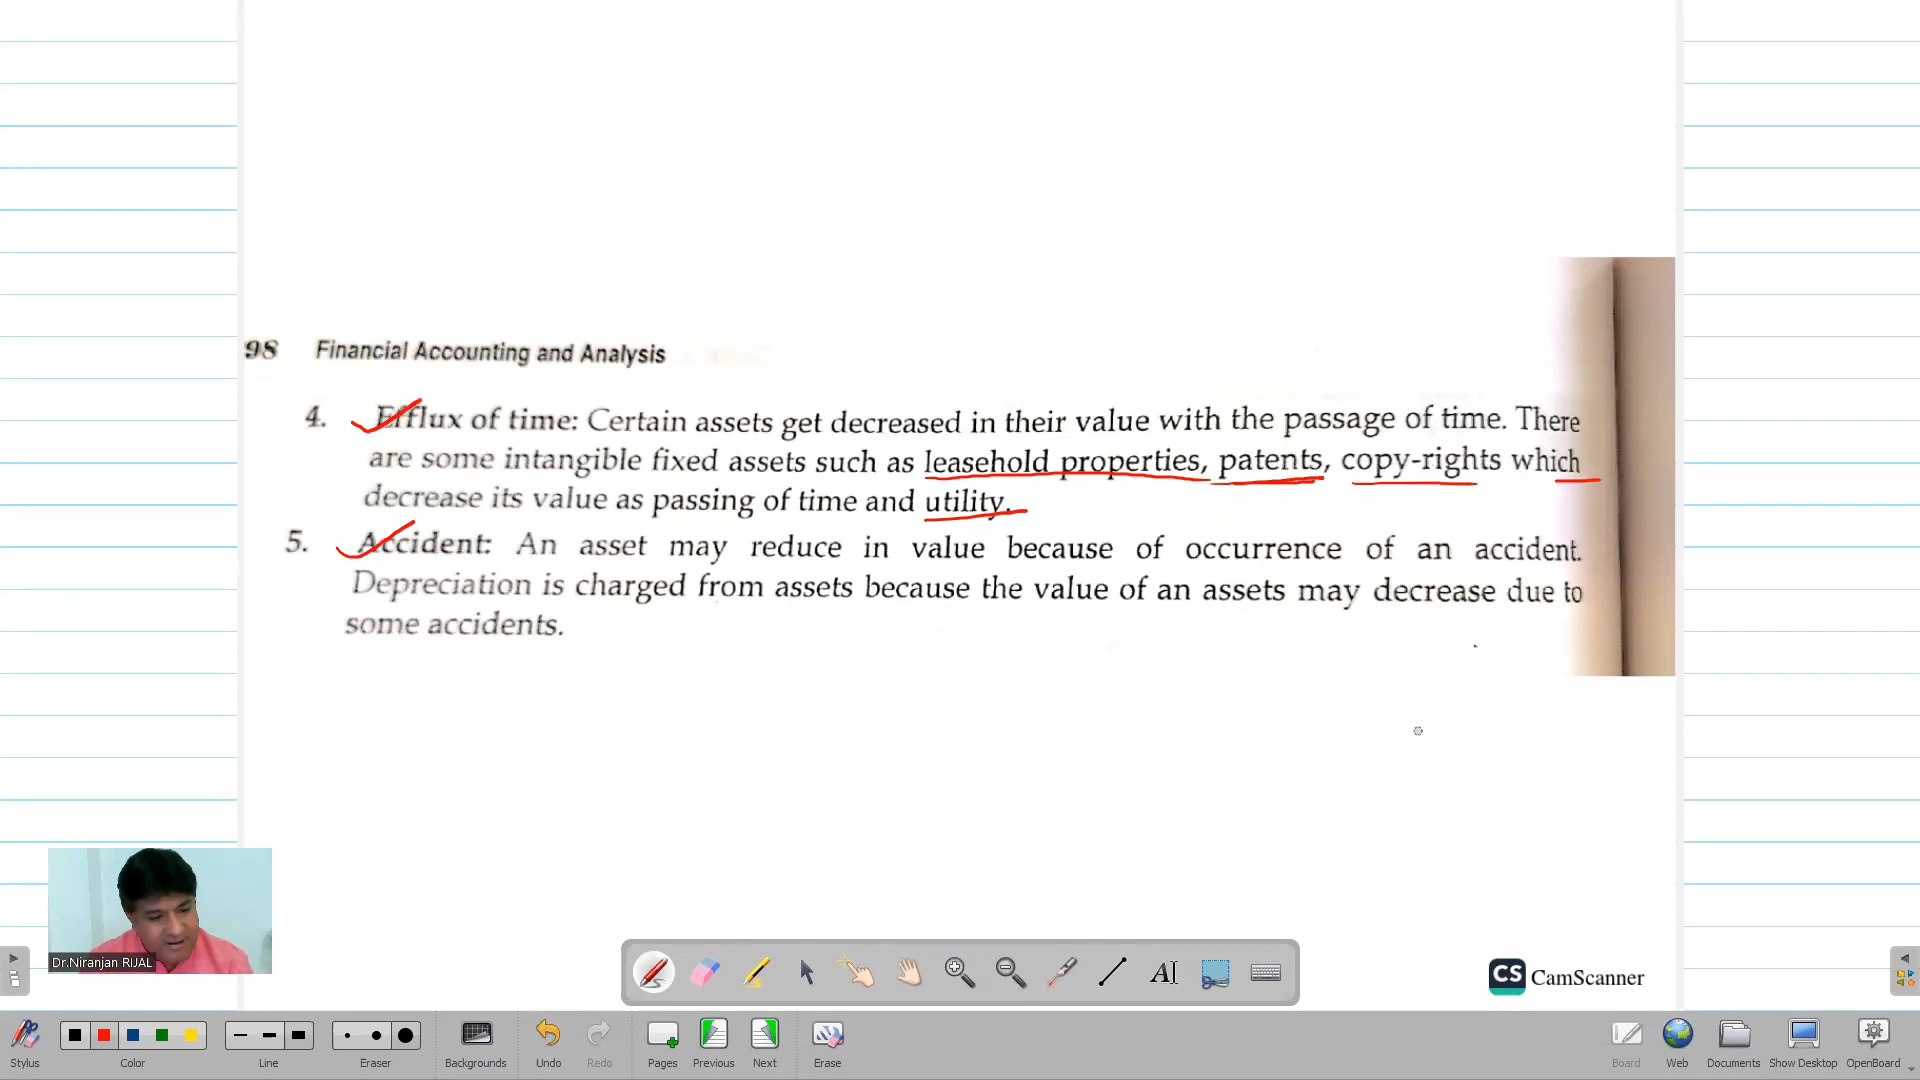 98 Financial Accounting and Analysis
4. Efflux of time: Certain assets get decreased in their value with the passage of time. There
are some intangible fixed assets such as leasehold properties, patents, copy-rights which
decrease its value as passing of time and utility.
5. Accident: An asset may reduce in value because of occurrence of an accident.
Depreciation is charged from assets because the value of an assets may decrease due to
some accidents.
Dr.Niranjan RIJAL
CS CamScanner
Stylus Color Line Eraser Backgrounds Undo Redo Pages Previous Next Erase Board Web Documents Show Desktop OpenBoard